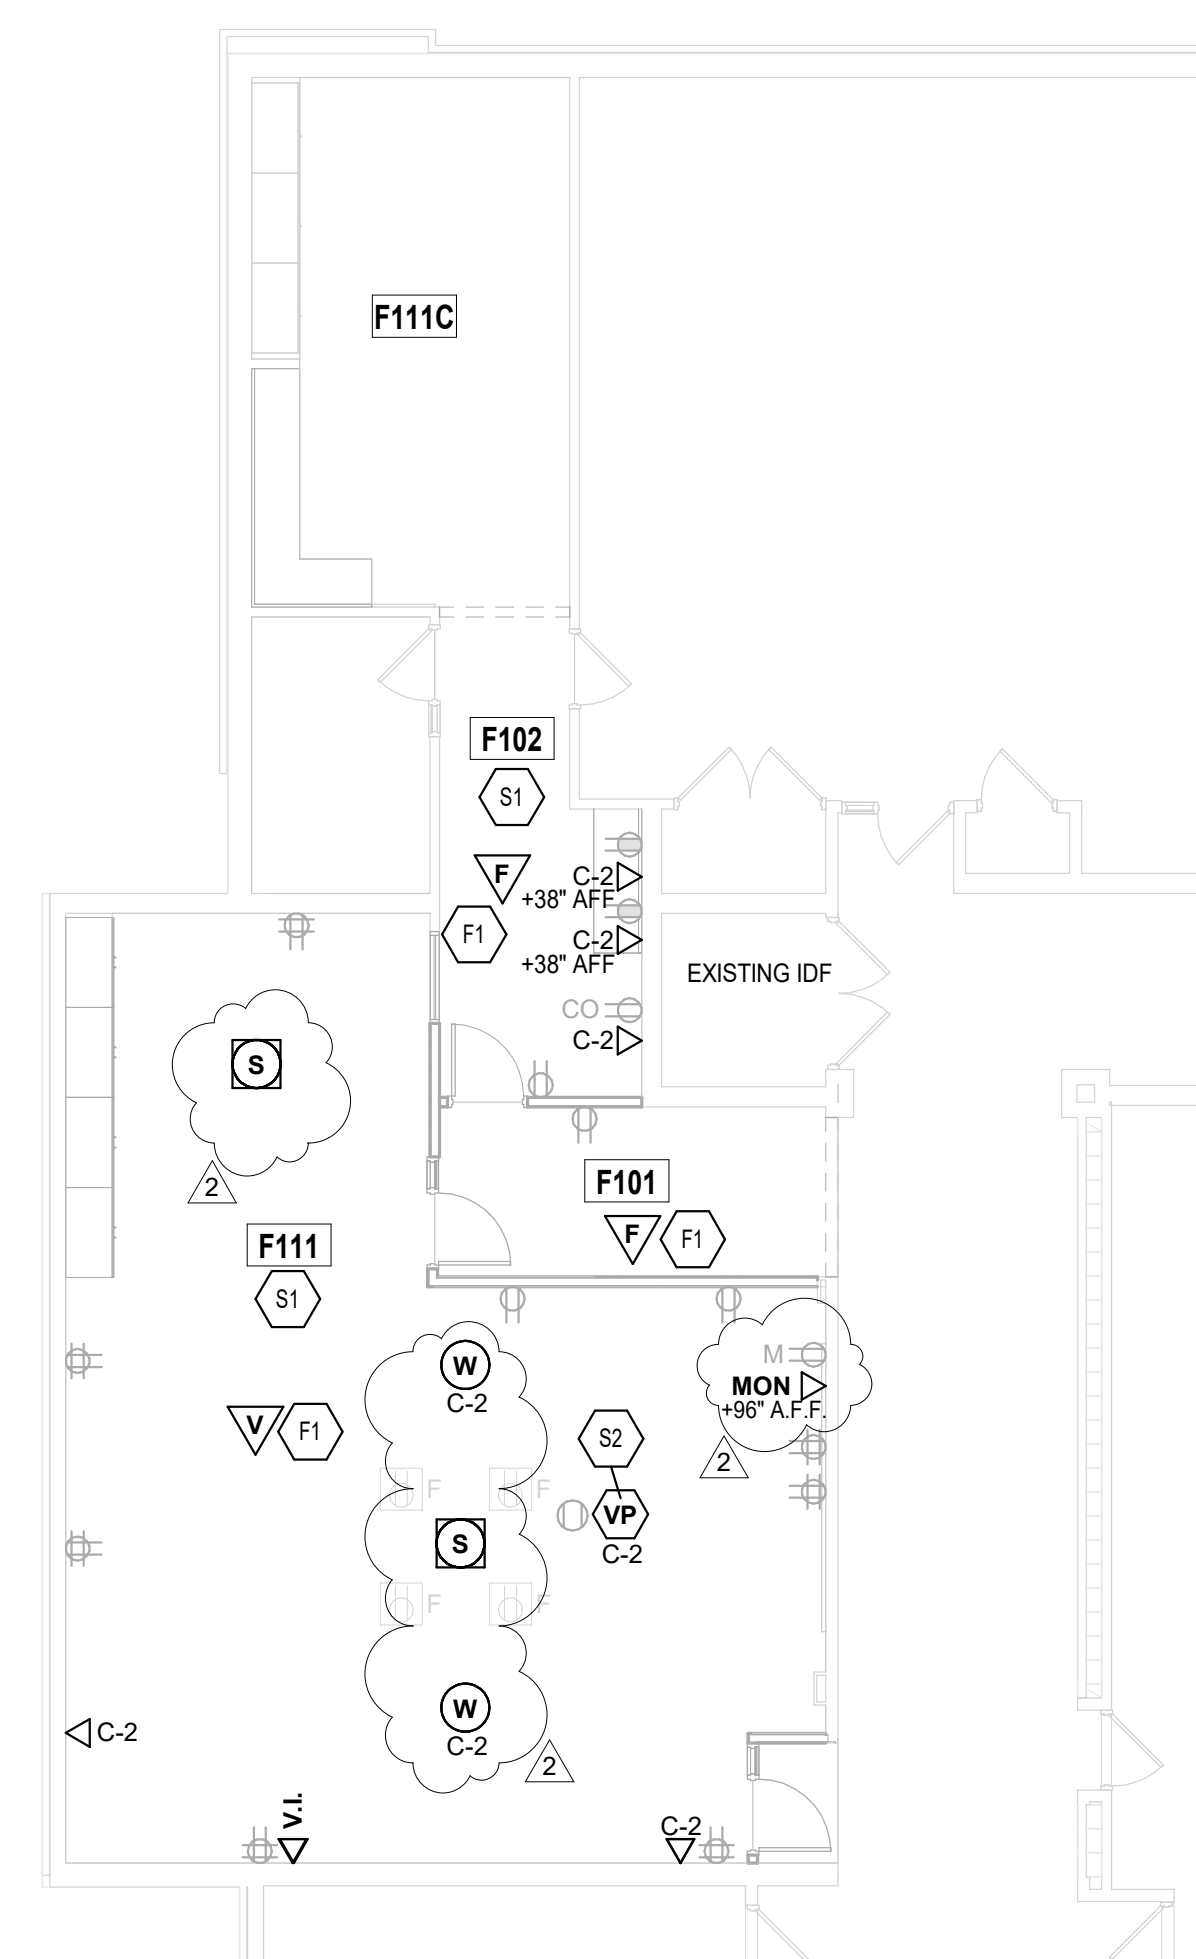 F111C
F102
S1
F
C-2
+38" AFF
F1
C-2
+38" AFF
EXISTING IDF
CO
C-2
S
2
F101
F
F1
F111
S1
W
C-2
M
MON
+96" A.F.F.
2
V
F1
S2
F
F
VP
C-2
S
F
F
W
C-2
2
C-2
V.I.
C-2